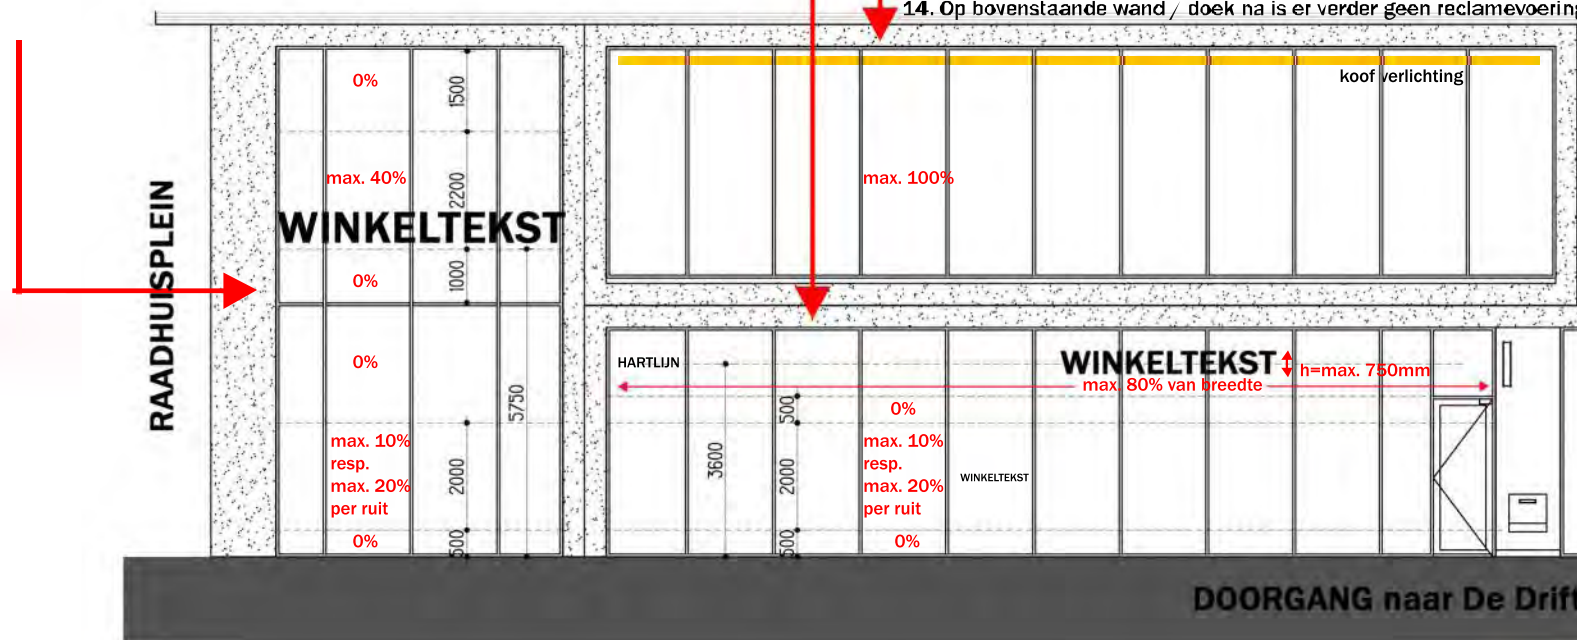 14. Op bovenstaande wand / doek na is er verder geen reclamevoering
koof verlichting
0%
1500
max. 40%
2200
max. 100%
WINKELTEKST
0%
1000
RAADHUISPLEIN
0%
5750
max. 10%
resp.
max. 20%
per ruit
2000
0%
500
HARTLIJN
WINKELTEKST
h=max. 750mm
max. 80% van breedte
500
0%
3600
max. 10%
resp.
max. 20%
per ruit
2000
WINKELTEKST
0%
500
DOORGANG naar De Drift